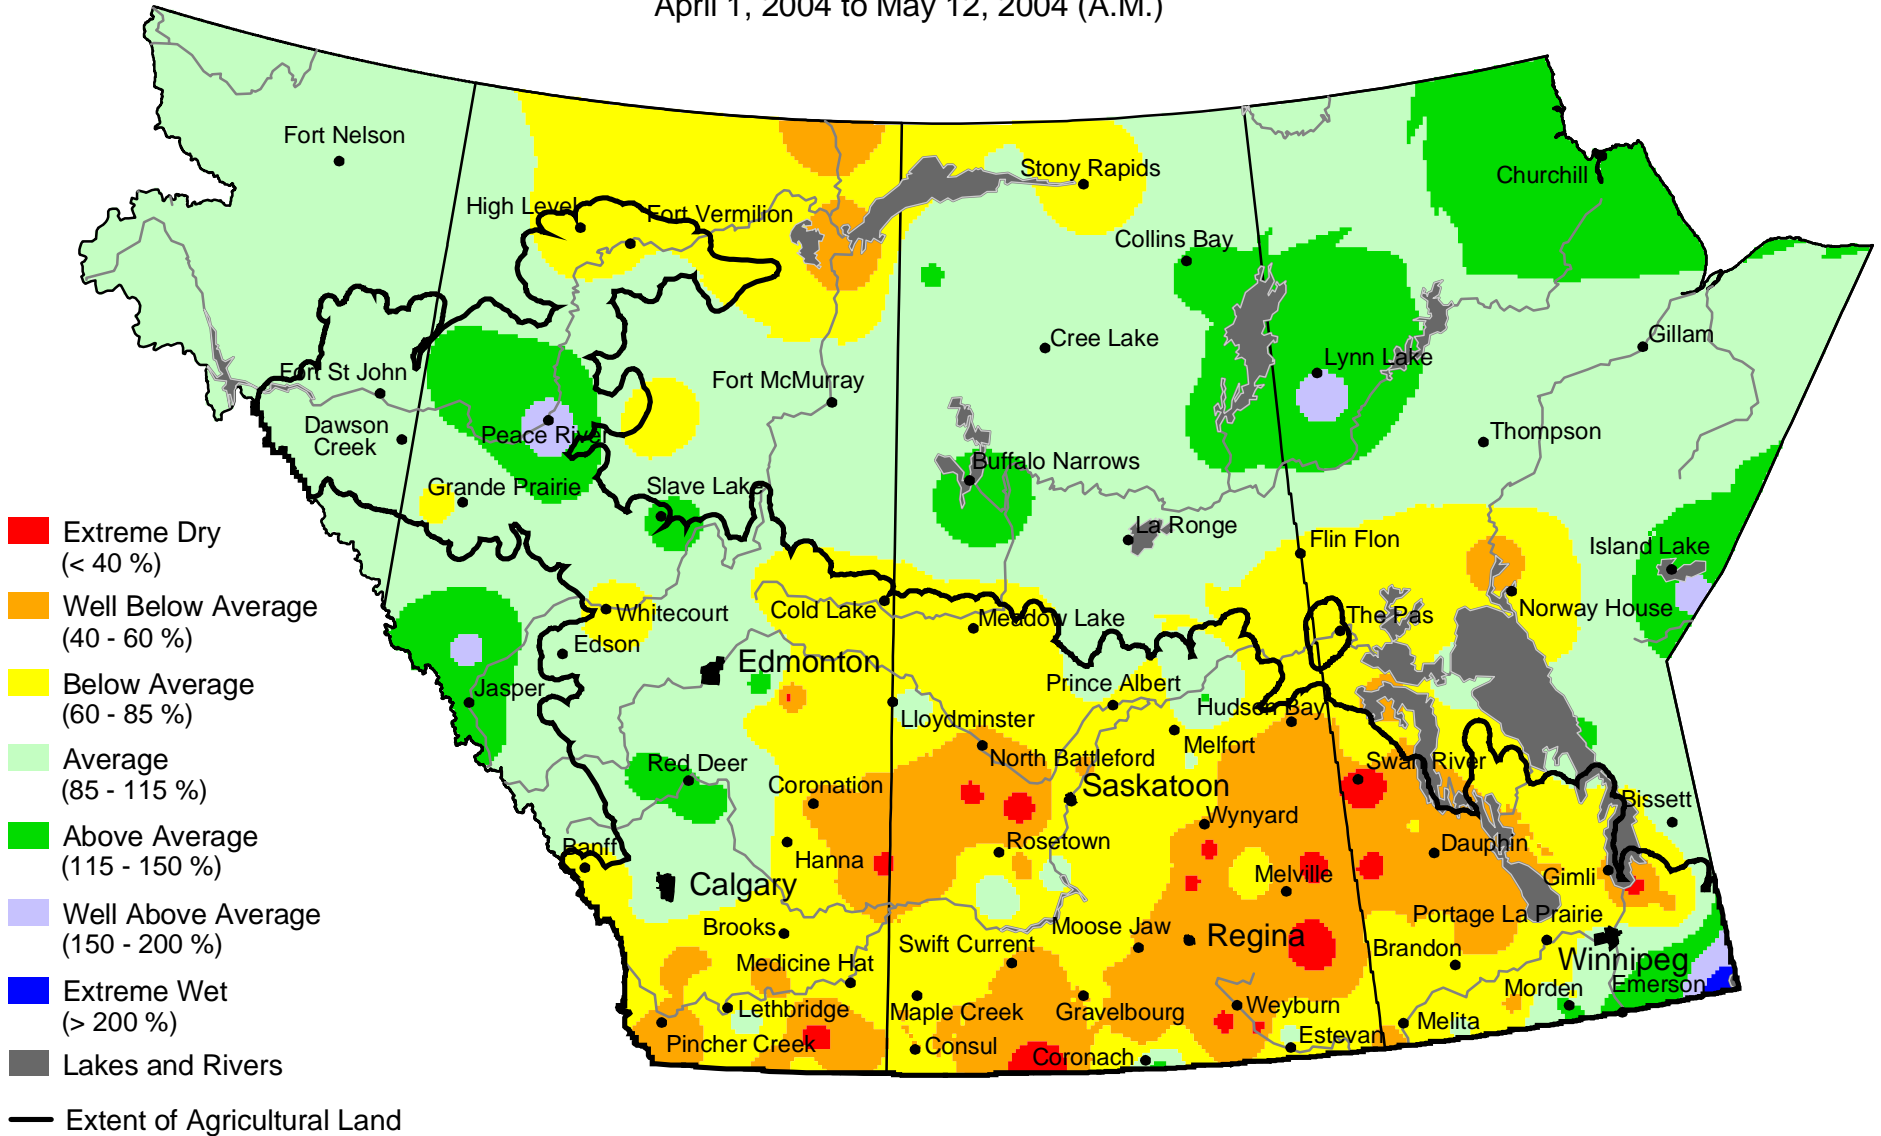 April 1, 2004 to May 12, 2004 (A.M.)
Fort Nelson
Churchill
Stony Rapids
High Level
Fort Vermilion
Collins Bay
Gillam
Cree Lake
Lynn Lake
Fort St John
Fort McMurray
Dawson
Creek
Peace River
Thompson
Buffalo Narrows
Grande Prairie
Slave Lake
La Ronge
Flin Flon
Island Lake
Whitecourt
Cold Lake
Meadow Lake
The Pas
Norway House
Edson
Edmonton
Jasper
Prince Albert
Hudson Bay
Lloydminster
Melfort
North Battleford
Red Deer
Swan River
Coronation
Saskatoon
Bissett
Wynyard
Rosetown
Dauphin
Banff
Hanna
Melville
Gimli
Calgary
Portage La Prairie
Brooks
Moose Jaw
Regina
Swift Current
Brandon
Winnipeg
Medicine Hat
Morden
Emerson
Lethbridge
Maple Creek
Gravelbourg
Weyburn
Melita
Pincher Creek
Consul
Coronach
Estevan
Extreme Dry
(< 40 %)
Well Below Average
(40 - 60 %)
Below Average
(60 - 85 %)
Average
(85 - 115 %)
Above Average
(115 - 150 %)
Well Above Average
(150 - 200 %)
Extreme Wet
(> 200 %)
Lakes and Rivers
Extent of Agricultural Land